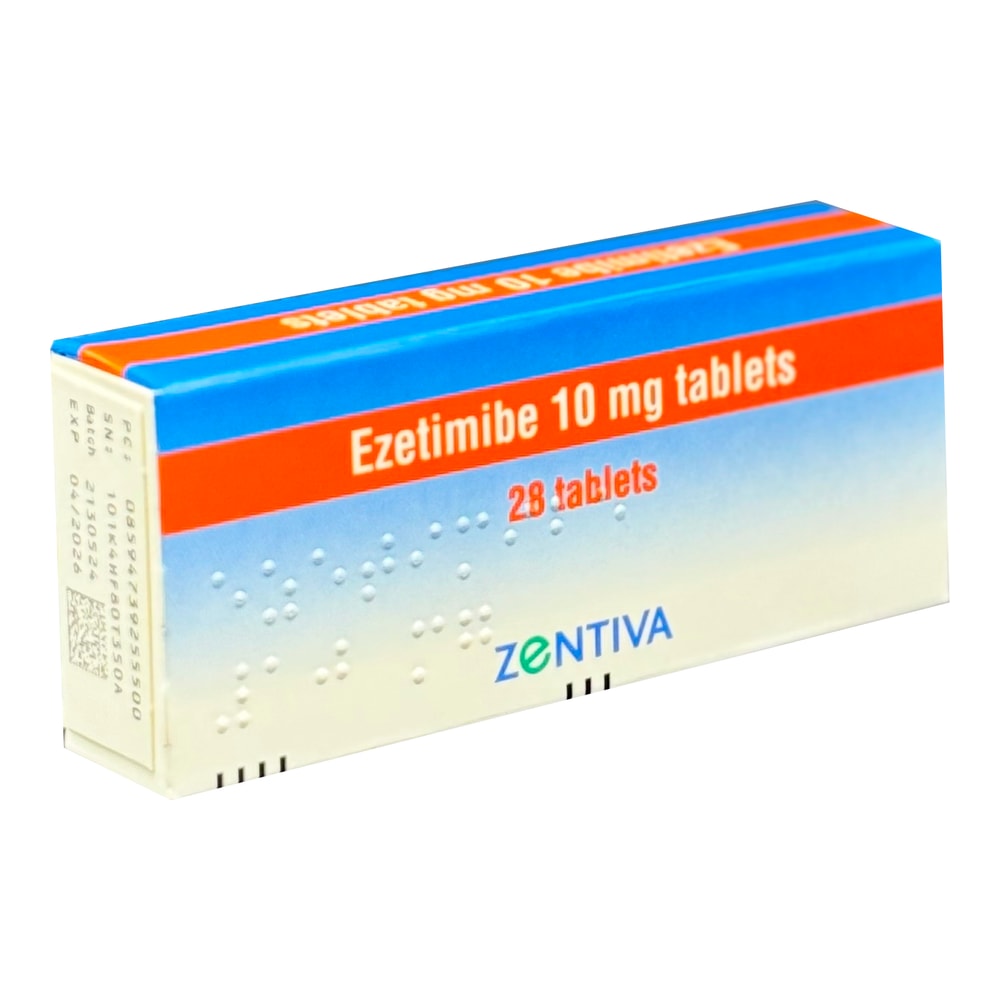 Ezetimibe 10 mg tablets
Ezetimibe 10 mg tablets
28 tablets
ZENTIVA
PC: 08594739255500
SN: 101K4HF80T550A
Batch 2130524
EXP 04/2026